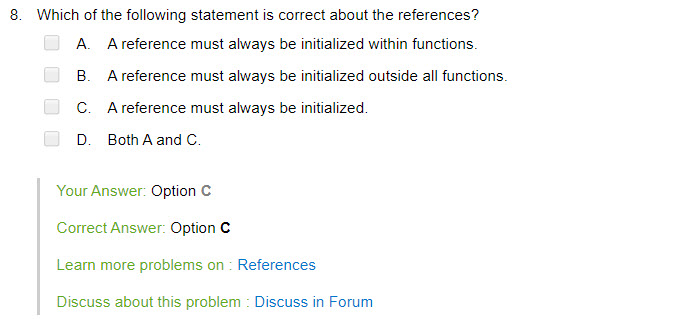 8. Which of the following statement is correct about the references?
A. A reference must always be initialized within functions.
B. A reference must always be initialized outside all functions.
C. A reference must always be initialized.
D. Both A and C.
Your Answer: Option C
Correct Answer: Option C
Learn more problems on : References
Discuss about this problem : Discuss in Forum